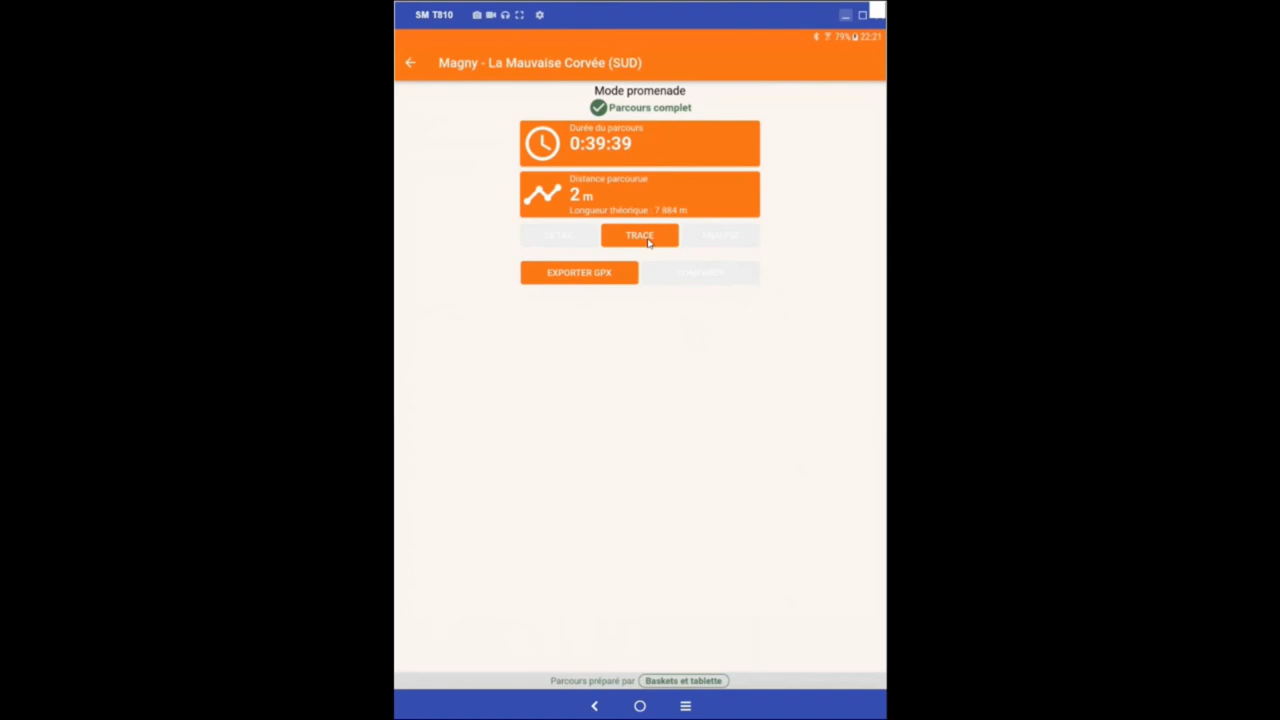 SM T810
79% 22:21
Magny - La Mauvaise Corvée (SUD)
Mode promenade
Parcours complet
Durée du parcours
0:39:39
Distance parcourue
2 m
Longueur théorique : 7 884 m
TRACE
EXPORTER GPX
Parcours préparé par Baskets et tablette